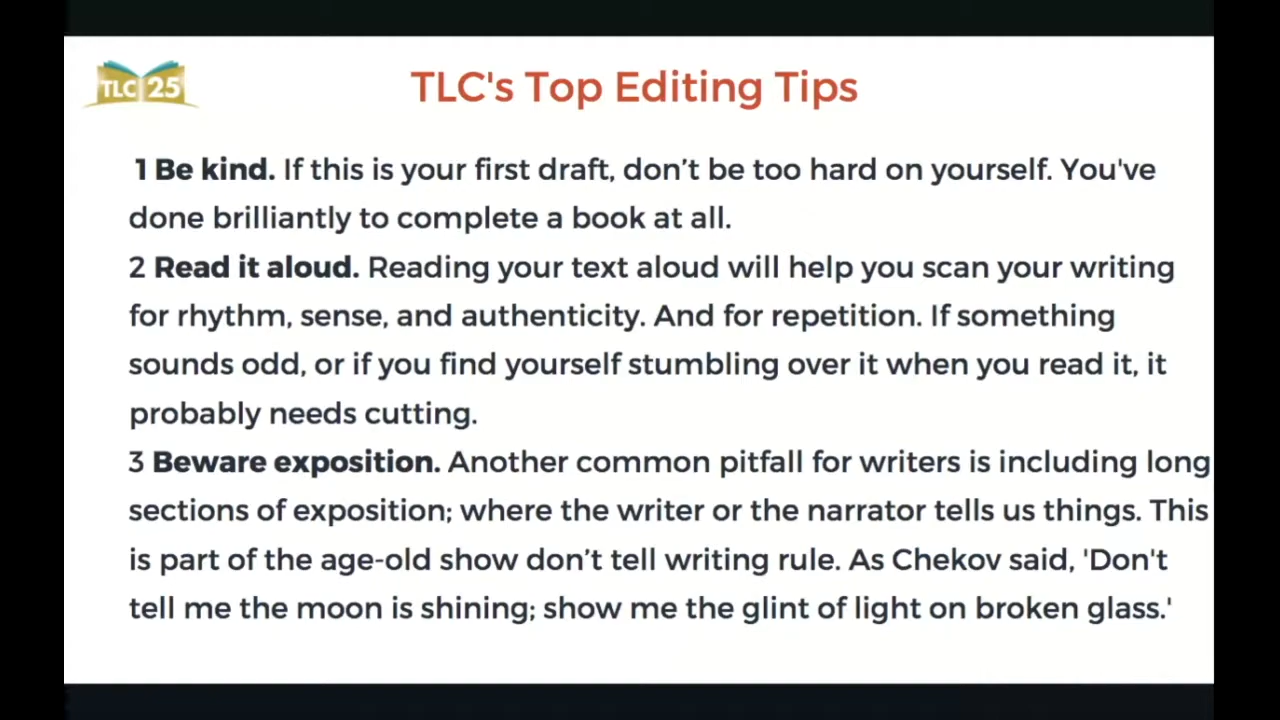 TLC 25
TLC's Top Editing Tips
1 Be kind. If this is your first draft, don’t be too hard on yourself. You've
done brilliantly to complete a book at all.
2 Read it aloud. Reading your text aloud will help you scan your writing
for rhythm, sense, and authenticity. And for repetition. If something
sounds odd, or if you find yourself stumbling over it when you read it, it
probably needs cutting.
3 Beware exposition. Another common pitfall for writers is including long
sections of exposition; where the writer or the narrator tells us things. This
is part of the age-old show don’t tell writing rule. As Chekov said, 'Don't
tell me the moon is shining; show me the glint of light on broken glass.'